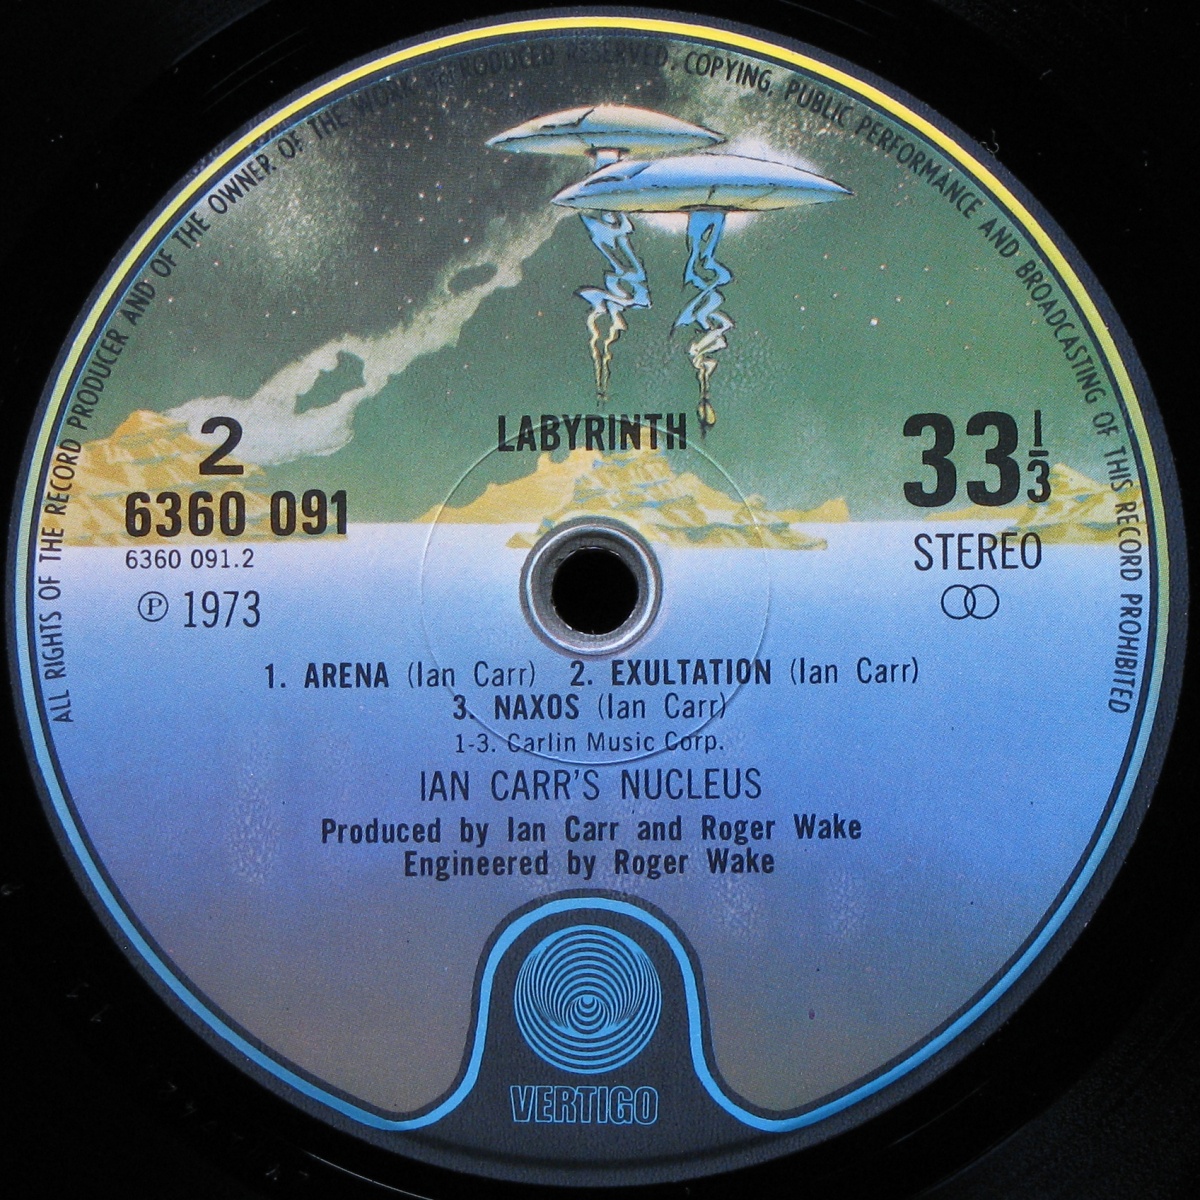 ALL RIGHTS OF THE RECORD PRODUCER AND OF THE OWNER OF THE WORK REPRODUCED RESERVED. COPYING, PUBLIC PERFORMANCE AND BROADCASTING OF THIS RECORD PROHIBITED
2
LABYRINTH
33 1/3
6360 091
6360 091.2
STEREO
℗ 1973
1. ARENA (Ian Carr) 2. EXULTATION (Ian Carr)
3. NAXOS (Ian Carr)
1-3. Carlin Music Corp.
IAN CARR'S NUCLEUS
Produced by Ian Carr and Roger Wake
Engineered by Roger Wake
VERTIGO